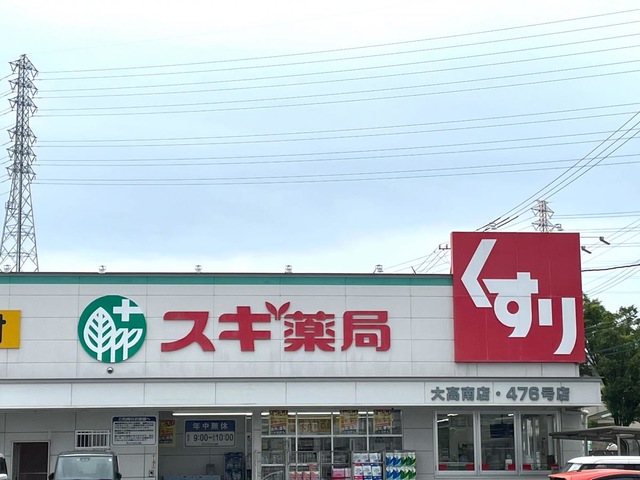 くすり
スギ薬局
大高南店・476号店
年中無休
9:00〜10:00